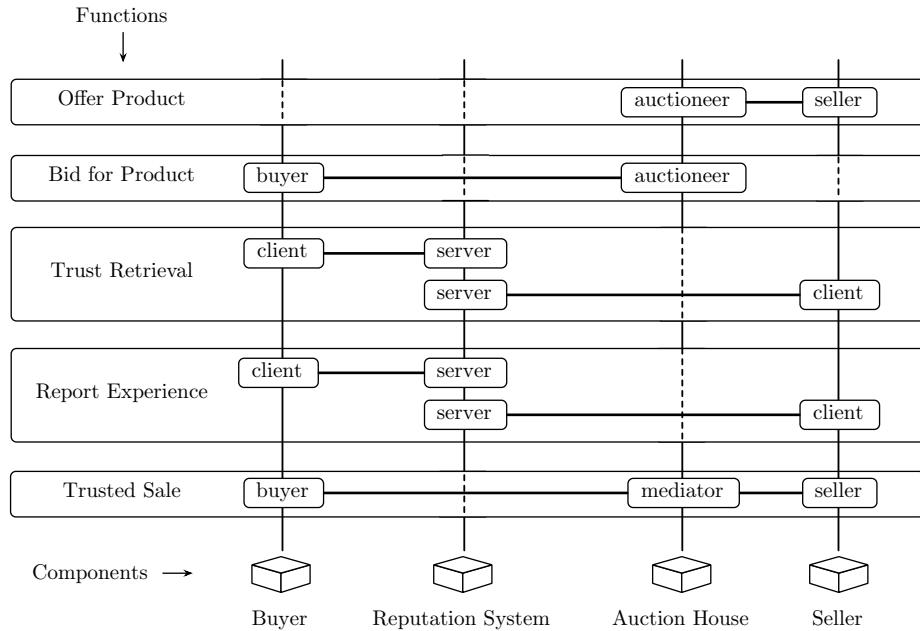 Functions
Offer Product
auctioneer
seller
Bid for Product
buyer
auctioneer
Trust Retrieval
client
server
server
client
Report Experience
client
server
server
client
Trusted Sale
buyer
mediator
seller
Components
Buyer
Reputation System
Auction House
Seller